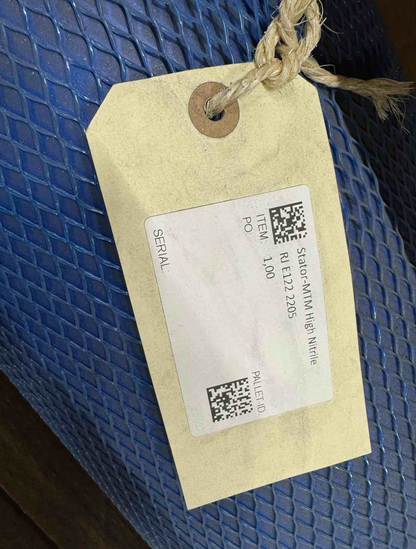 Stator-MTM High Nitrile
RJ E122 2205
ITEM 1,00
PO
PALLET-ID:
SERIAL